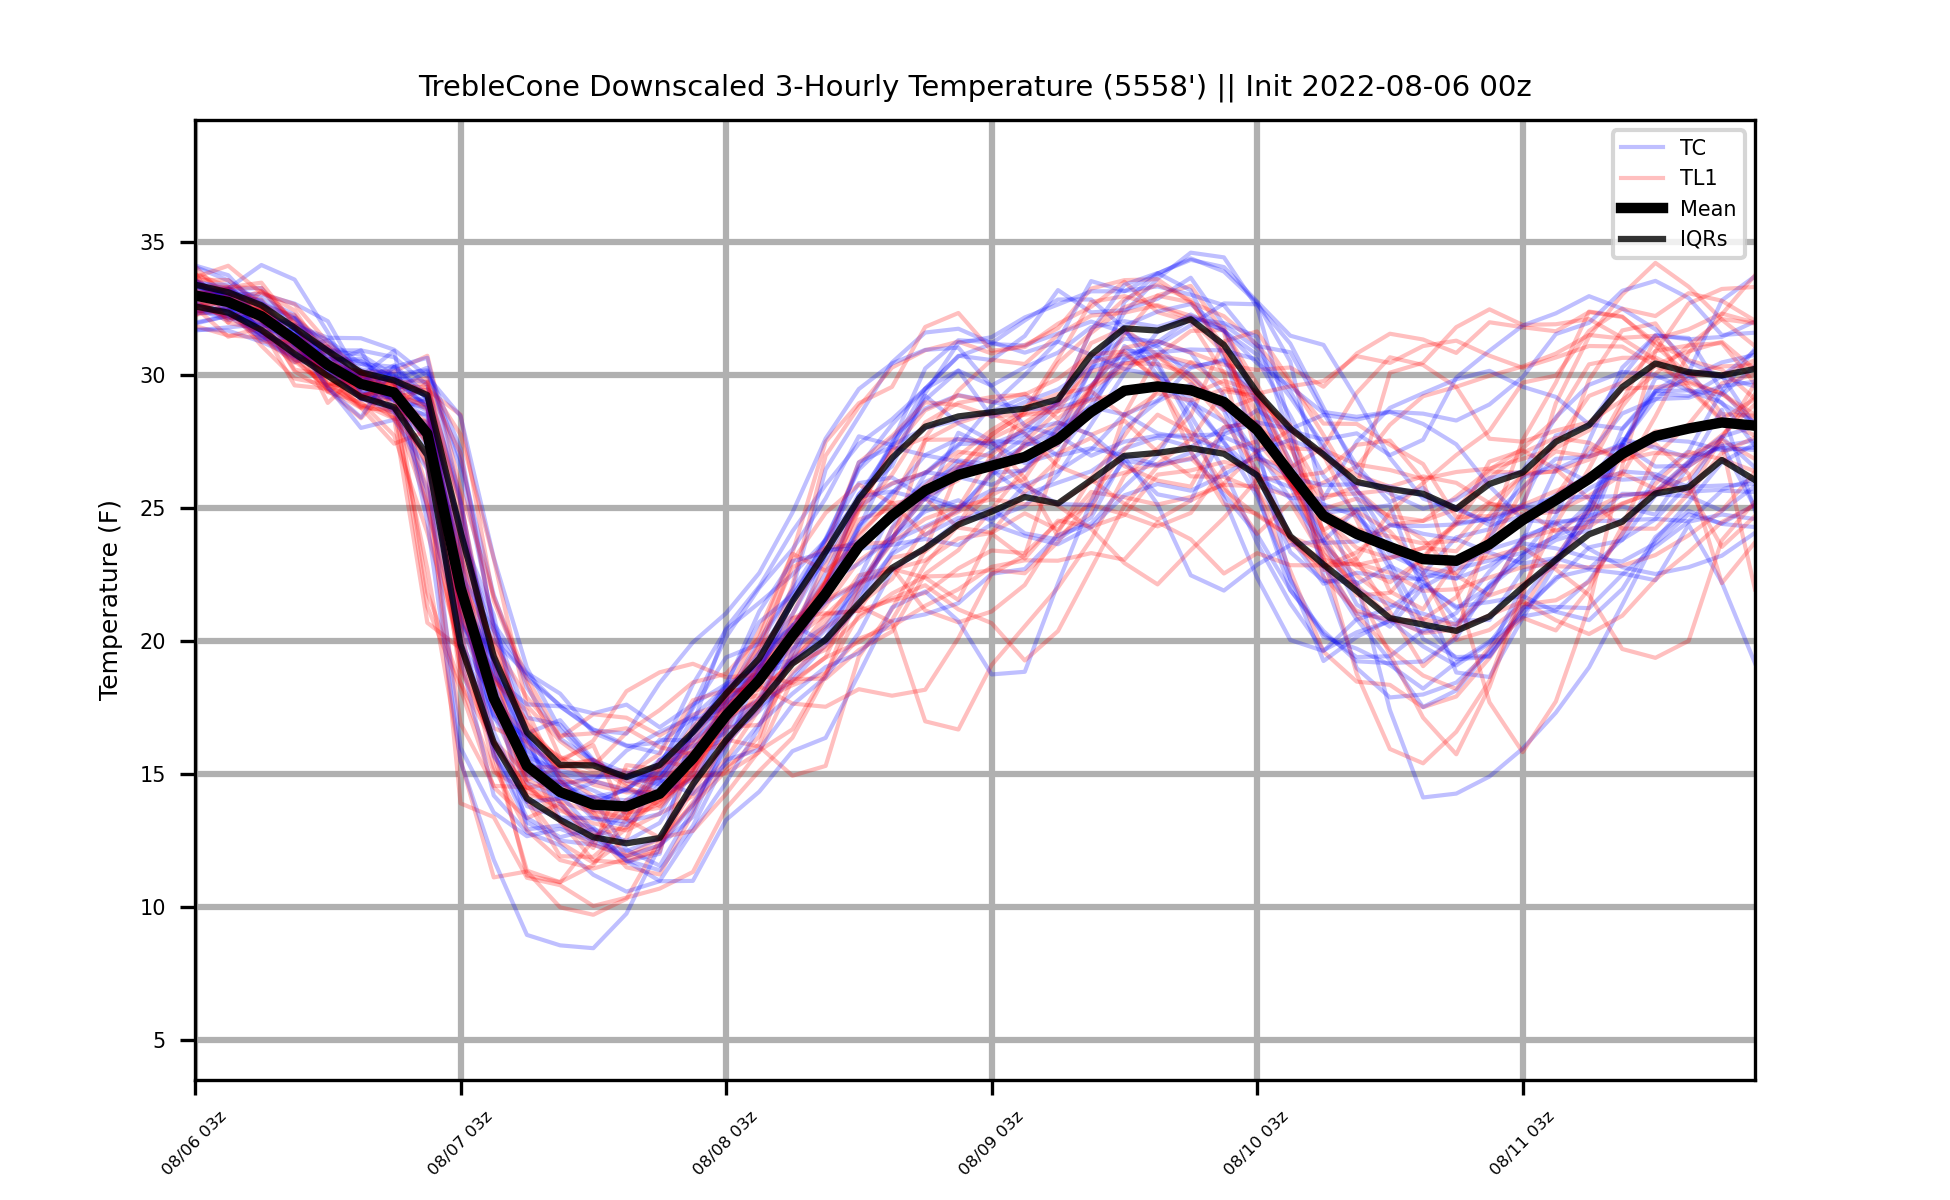 TrebleCone Downscaled 3-Hourly Temperature (5558') || Init 2022-08-06 00z
TC
TL1
Mean
IQRs
Temperature (F)
35
30
25
20
15
10
5
08/06 03z
08/07 03z
08/08 03z
08/09 03z
08/10 03z
08/11 03z